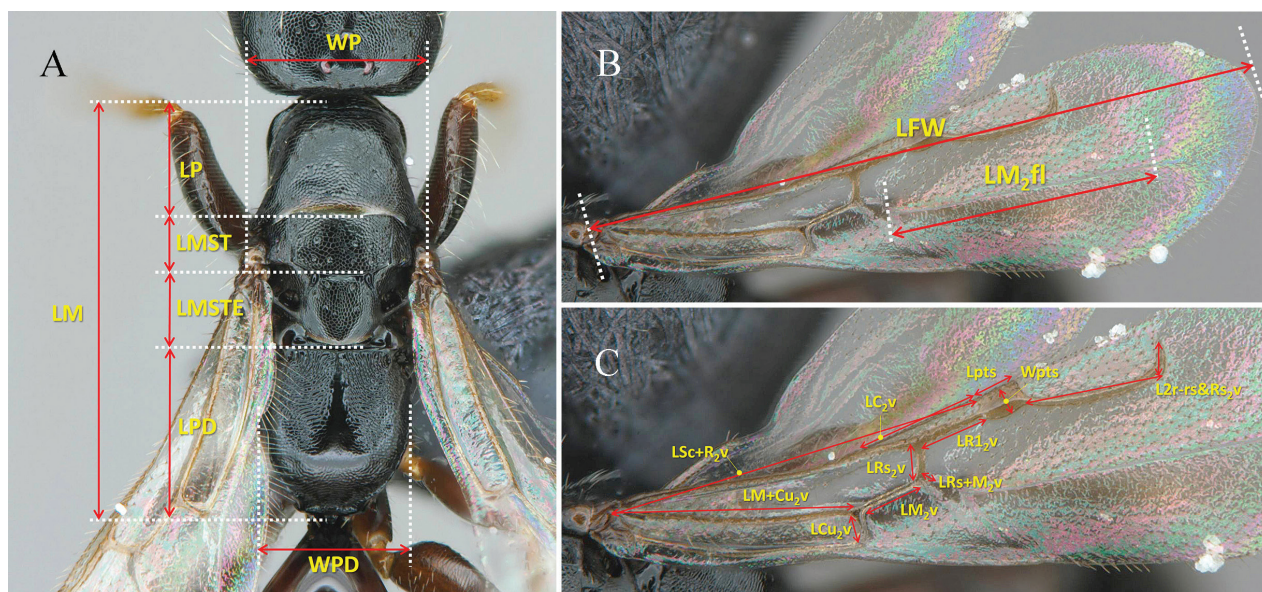 A
WP
LP
LMST
LM
LMSTE
LPD
WPD
B
LFW
LM₂fl
C
Lpts
Wpts
LC₂v
L2r-rs&Rs₂v
LR1₂v
LSc+R₂v
LRs₂v
LRs+M₂v
LM+Cu₂v
LM₂v
LCu₂v